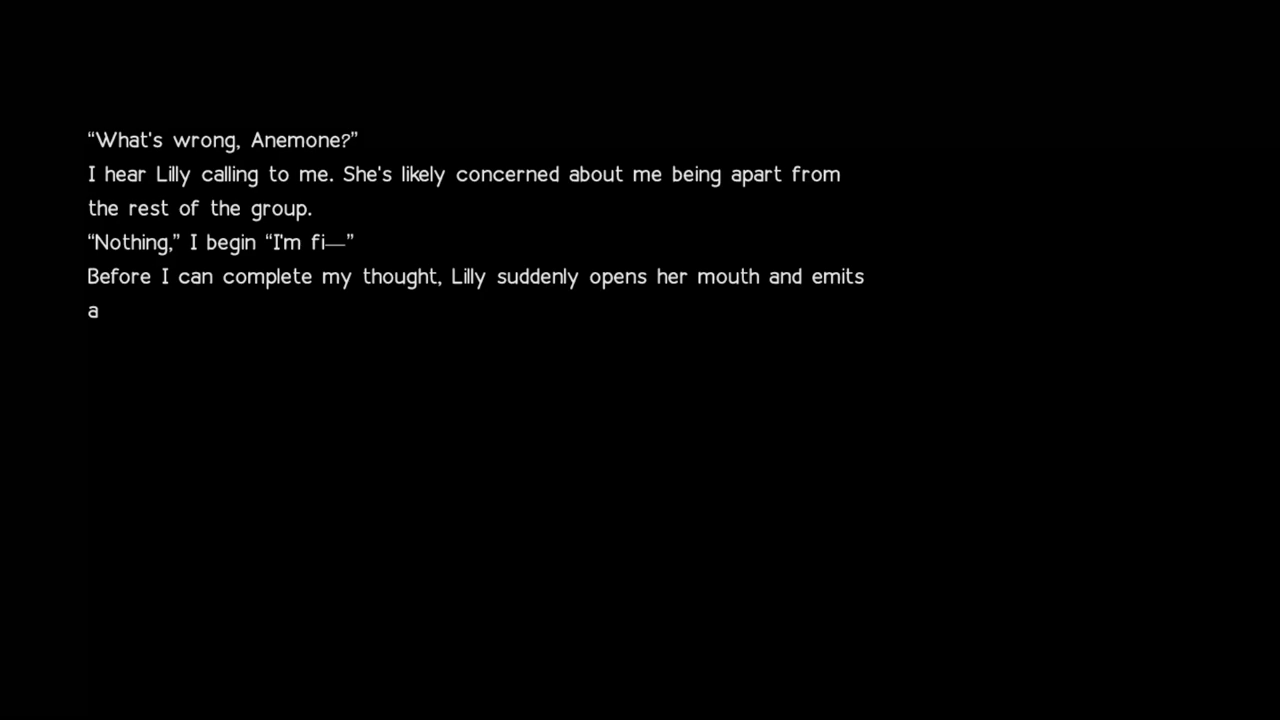 “What's wrong, Anemone?”
I hear Lilly calling to me. She's likely concerned about me being apart from
the rest of the group.
“Nothing,” I begin “I'm fi—”
Before I can complete my thought, Lilly suddenly opens her mouth and emits
a